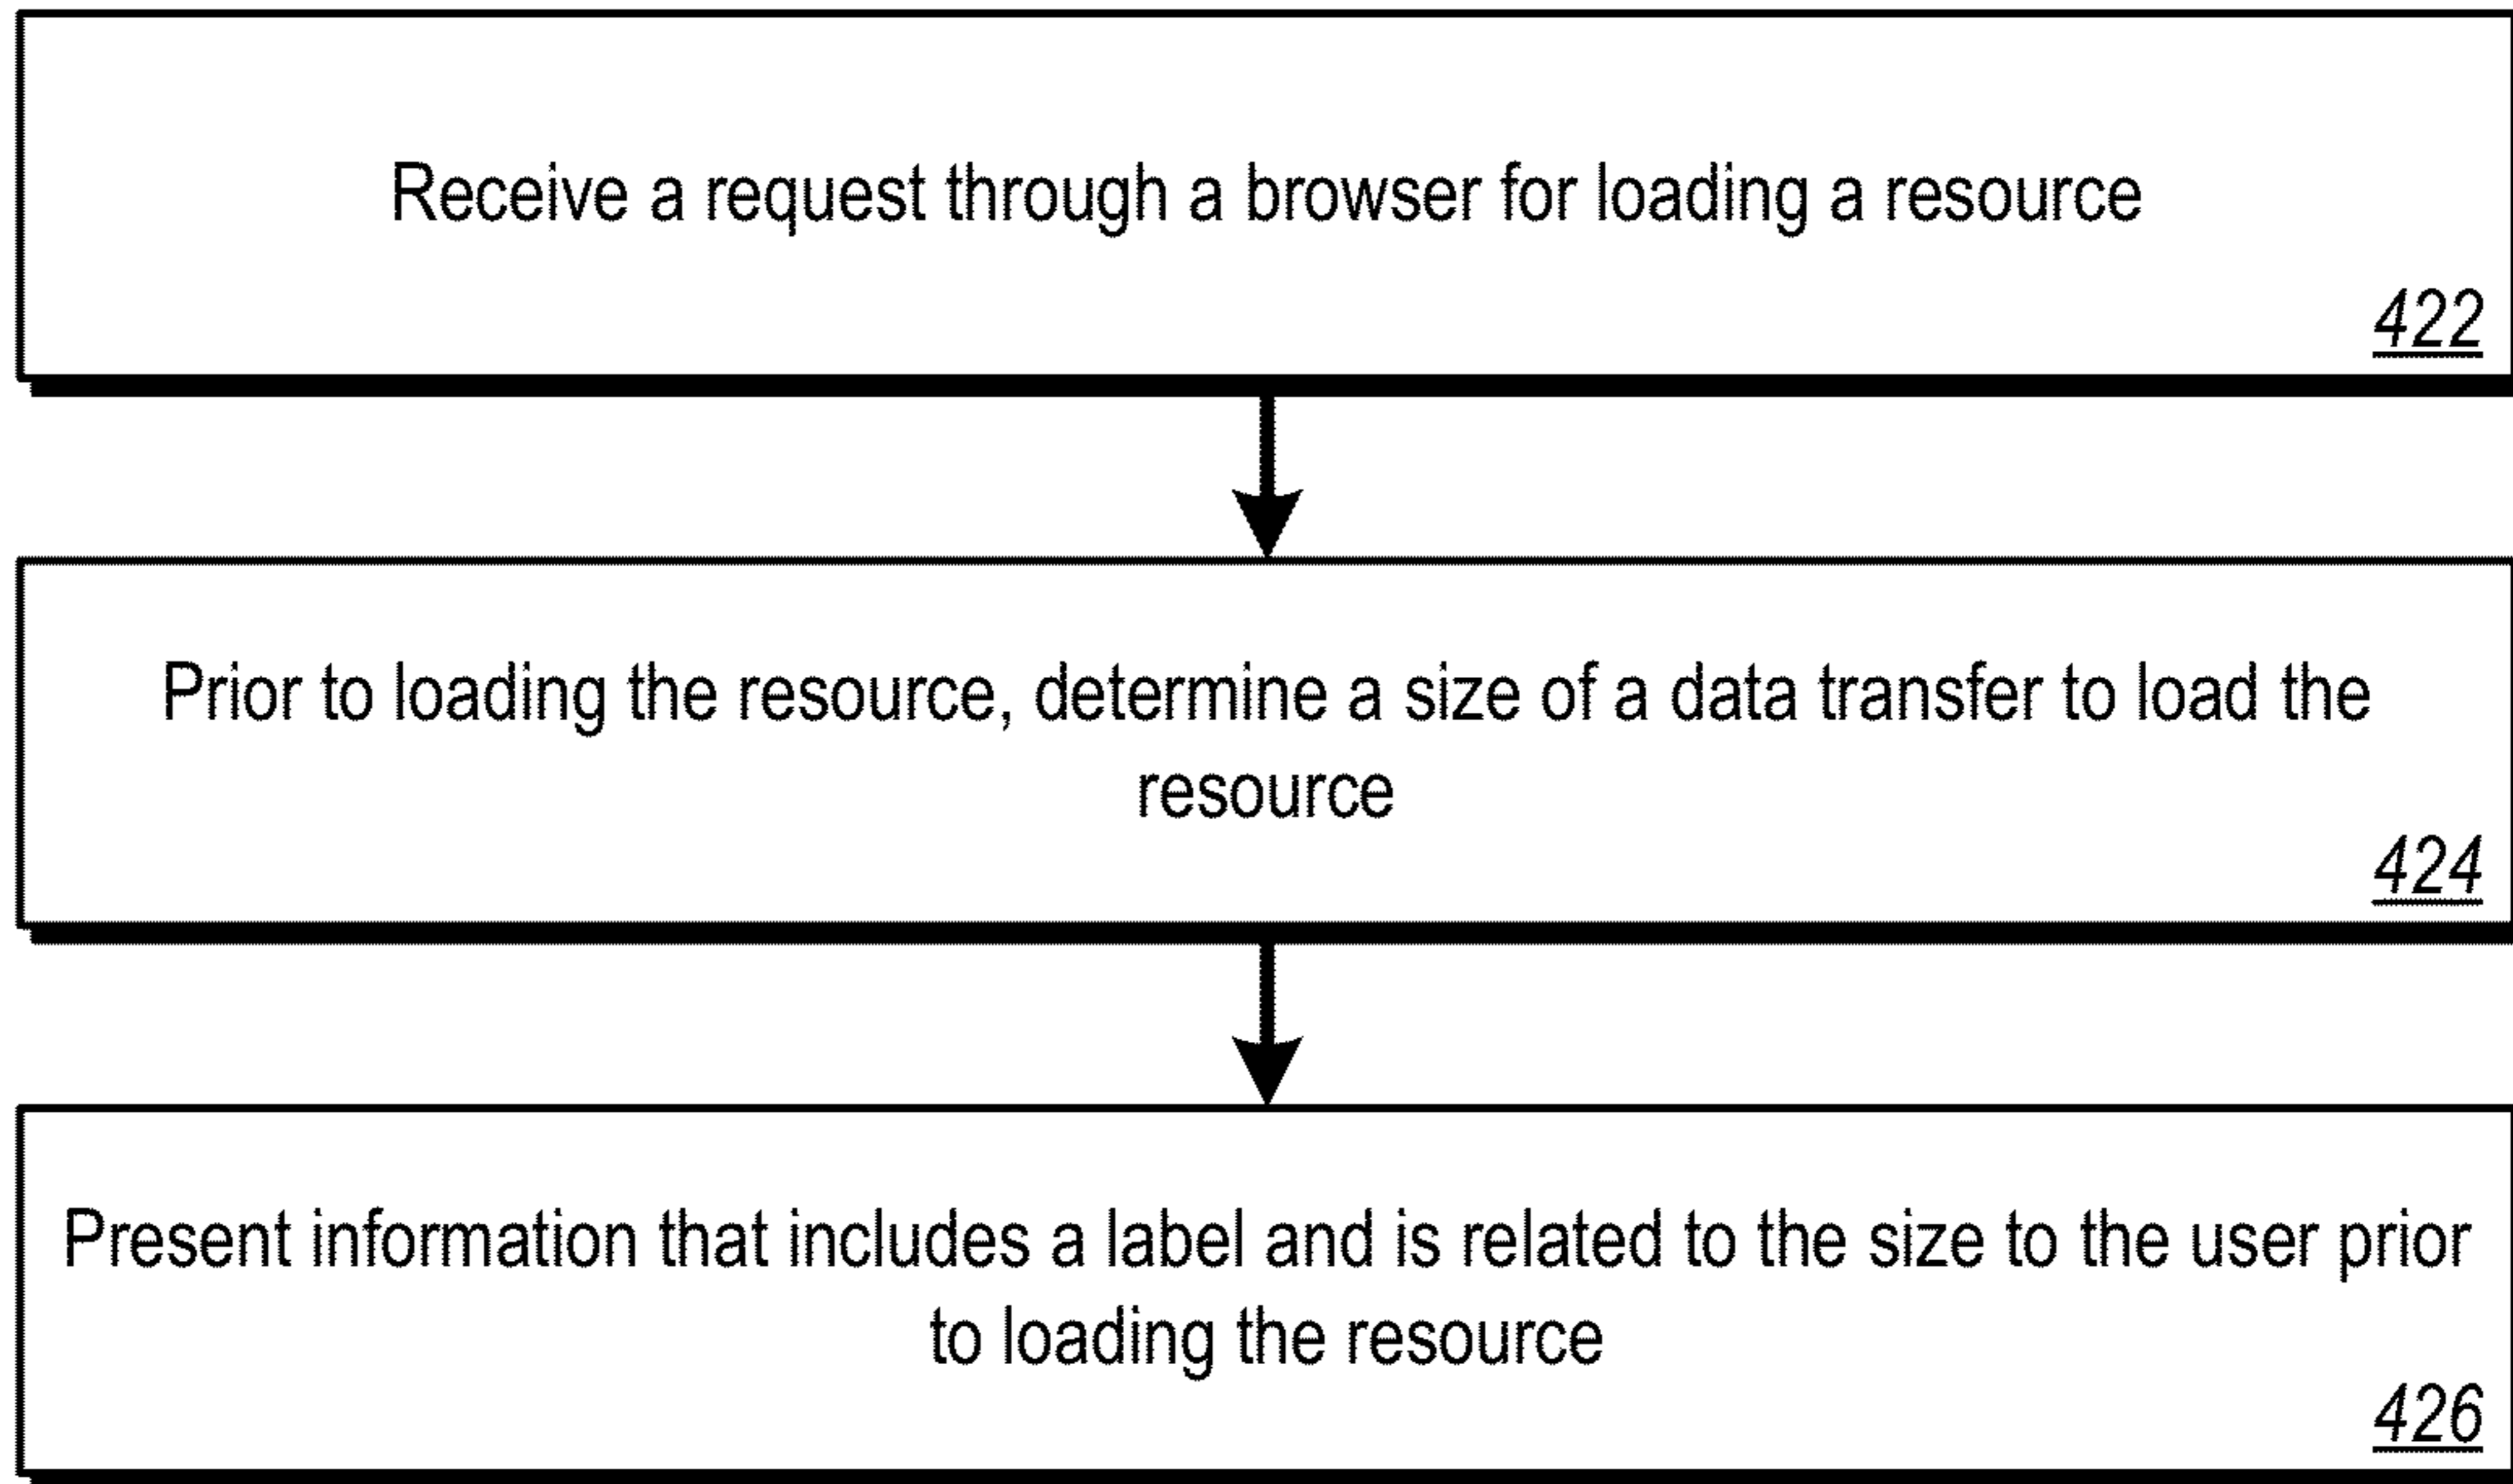 Receive a request through a browser for loading a resource
422
Prior to loading the resource, determine a size of a data transfer to load the
resource
424
Present information that includes a label and is related to the size to the user prior
to loading the resource
426